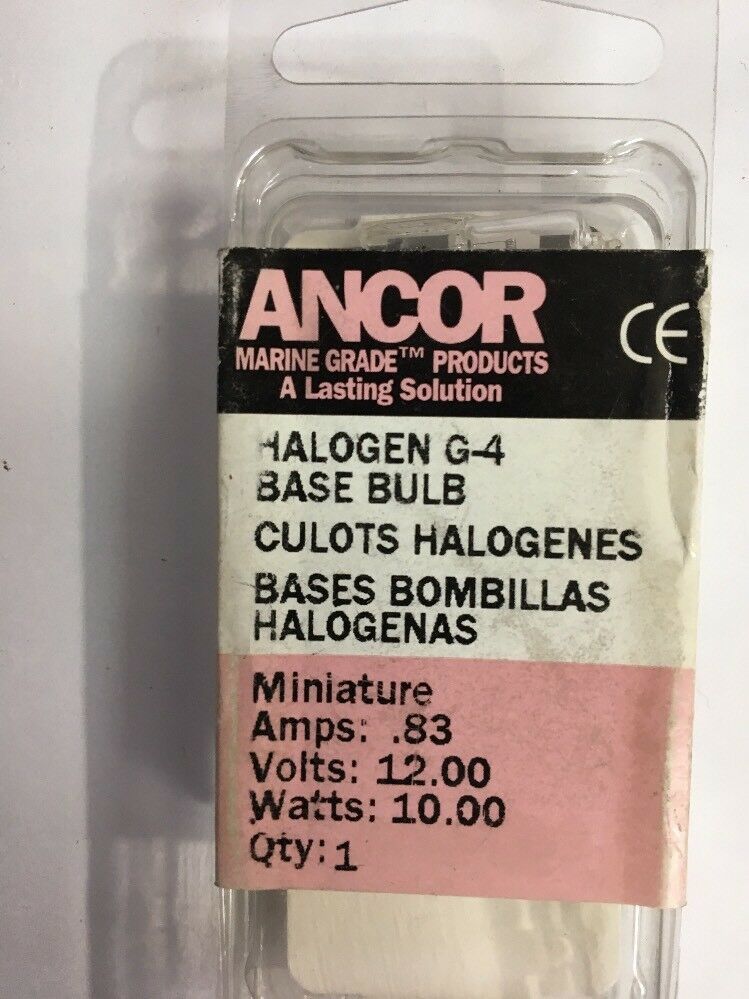 ANCOR
CE
MARINE GRADE™ PRODUCTS
A Lasting Solution
HALOGEN G-4
BASE BULB
CULOTS HALOGENES
BASES BOMBILLAS
HALOGENAS
Miniature
Amps: .83
Volts: 12.00
Watts: 10.00
Qty: 1